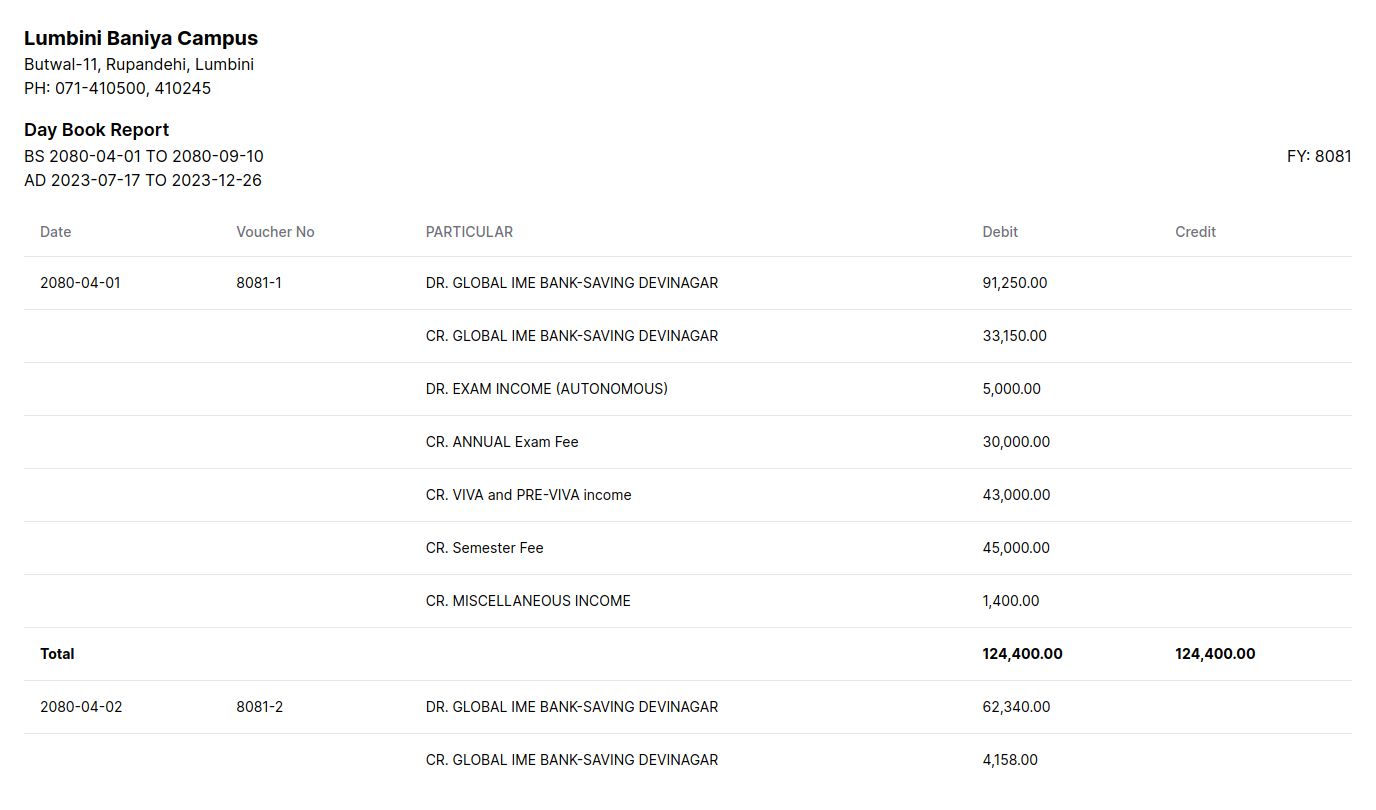 Lumbini Baniya Campus
Butwal-11, Rupandehi, Lumbini
PH: 071-410500, 410245
Day Book Report
BS 2080-04-01 TO 2080-09-10 FY: 8081
AD 2023-07-17 TO 2023-12-26
Date Voucher No PARTICULAR Debit Credit
2080-04-01 8081-1 DR. GLOBAL IME BANK-SAVING DEVINAGAR 91,250.00
CR. GLOBAL IME BANK-SAVING DEVINAGAR 33,150.00
DR. EXAM INCOME (AUTONOMOUS) 5,000.00
CR. ANNUAL Exam Fee 30,000.00
CR. VIVA and PRE-VIVA income 43,000.00
CR. Semester Fee 45,000.00
CR. MISCELLANEOUS INCOME 1,400.00
Total 124,400.00 124,400.00
2080-04-02 8081-2 DR. GLOBAL IME BANK-SAVING DEVINAGAR 62,340.00
CR. GLOBAL IME BANK-SAVING DEVINAGAR 4,158.00